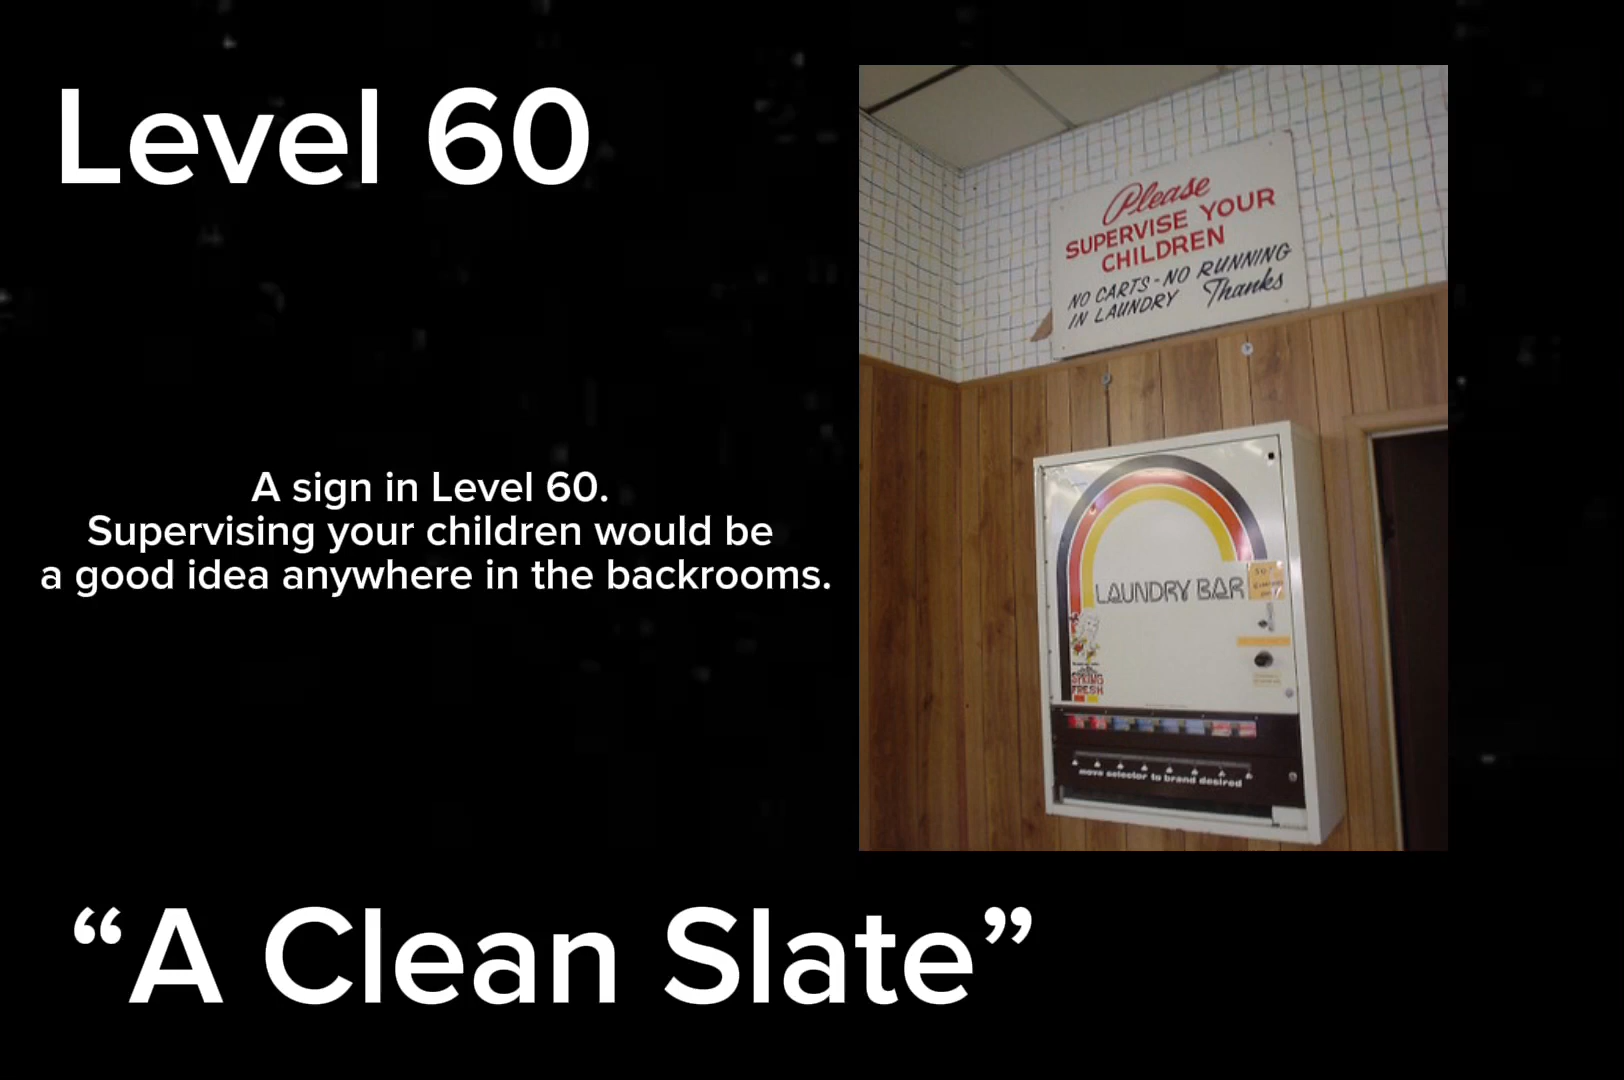 Level 60
A sign in Level 60.
Supervising your children would be
a good idea anywhere in the backrooms.
“A Clean Slate”
Please
SUPERVISE YOUR
CHILDREN
NO CARTS - NO RUNNING
IN LAUNDRY Thanks
LAUNDRY BAR
SPRING
FRESH
move selector to brand desired